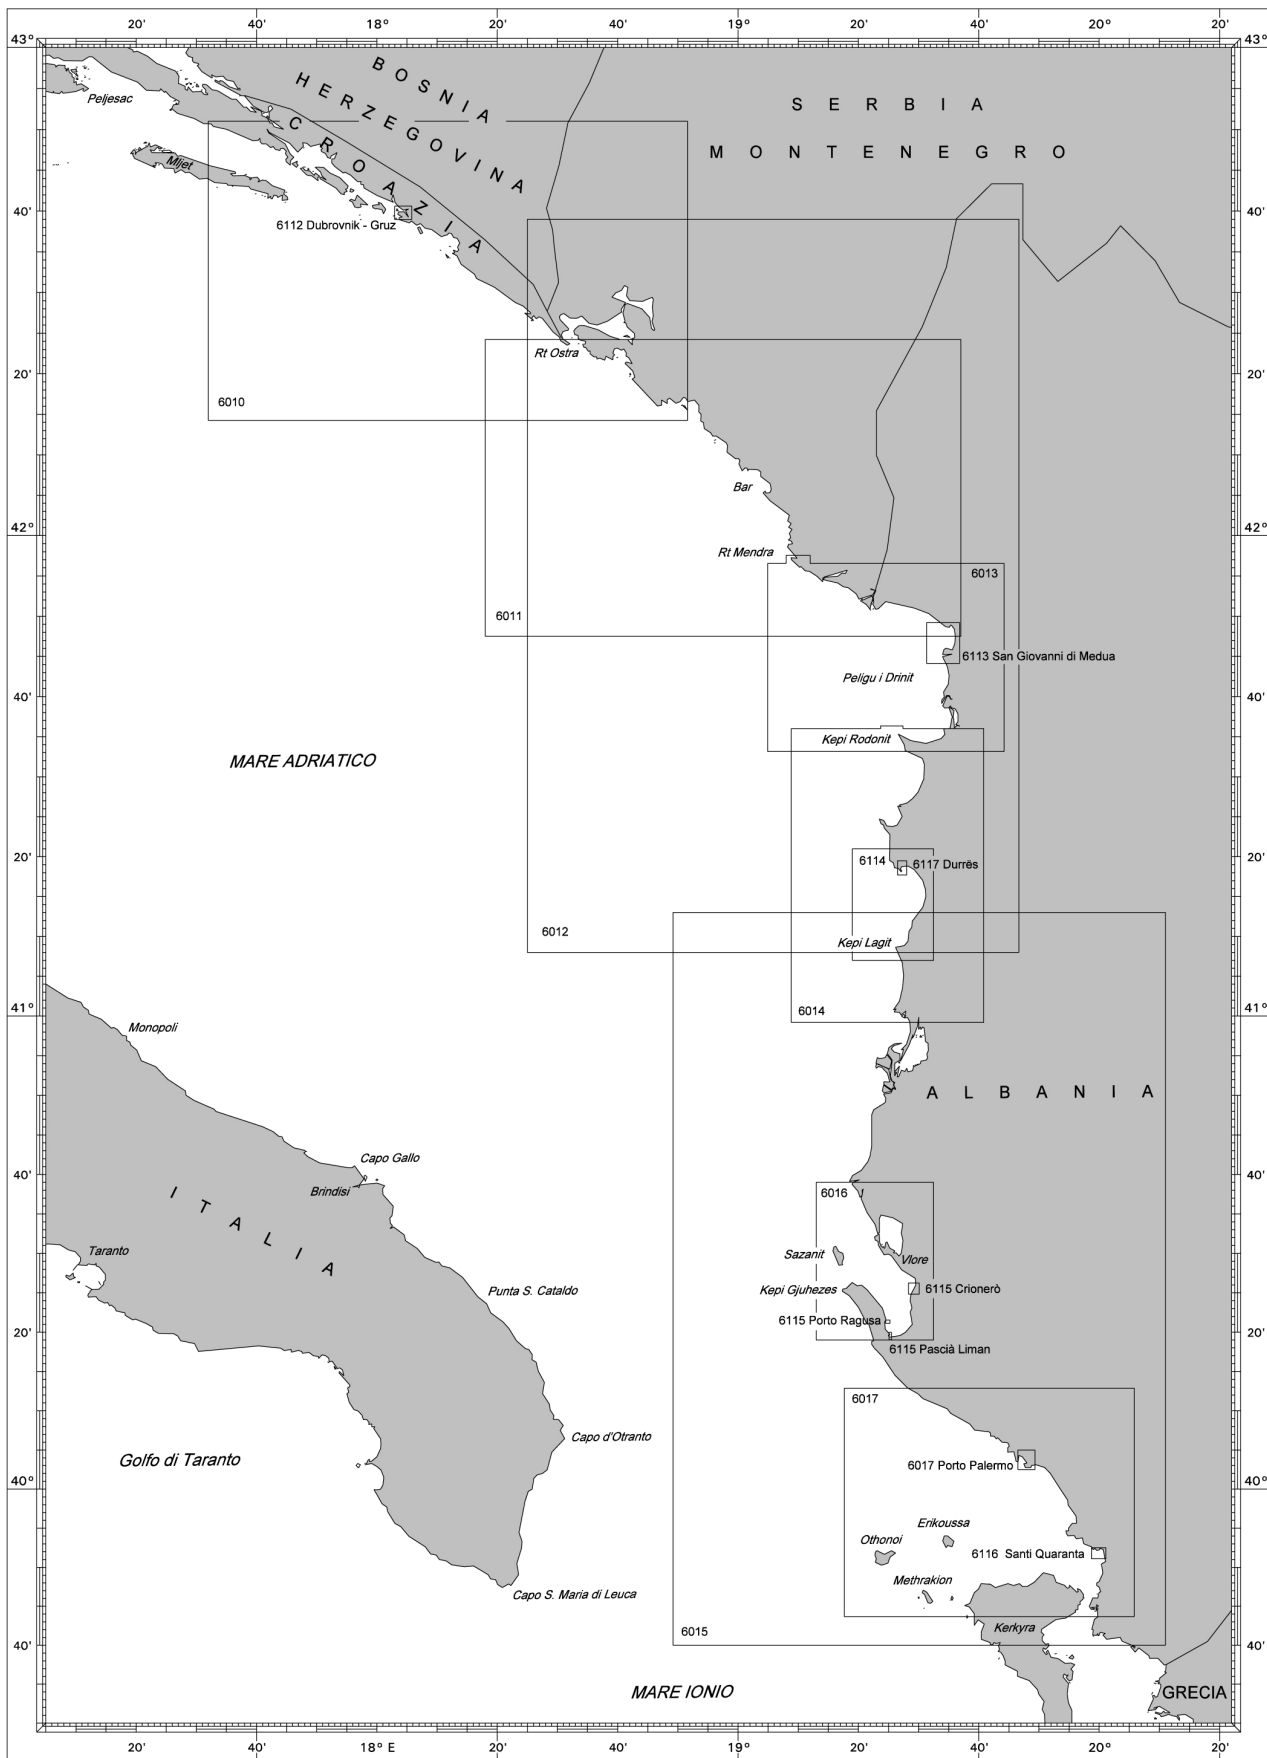 20'
40'
18°
20'
40'
19°
20'
40'
20°
20'
43°
43°
BOSNIA
HERZEGOVINA
SERBIA
MONTENEGRO
Peljesac
CROAZIA
Mljet
40'
40'
6112 Dubrovnik - Gruz
Rt Ostra
20'
20'
6010
Bar
42°
42°
Rt Mendra
6013
6011
6113 San Giovanni di Medua
Peligu i Drinit
40'
40'
Kepi Rodonit
MARE ADRIATICO
20'
20'
6114
6117 Durrës
6012
Kepi Lagit
41°
41°
6014
Monopoli
ALBANIA
Capo Gallo
40'
40'
Brindisi
6016
ITALIA
Taranto
Sazanit
Vlore
Kepi Gjuhezes
6115 Crionerò
Punta S. Cataldo
6115 Porto Ragusa
20'
20'
6115 Pascià Liman
6017
Capo d'Otranto
Golfo di Taranto
6017 Porto Palermo
40°
40°
Erikoussa
Othonoi
6116 Santi Quaranta
Methrakion
Capo S. Maria di Leuca
Kerkyra
6015
40'
40'
MARE IONIO
GRECIA
20'
40'
18° E
20'
40'
19°
20'
40'
20°
20'